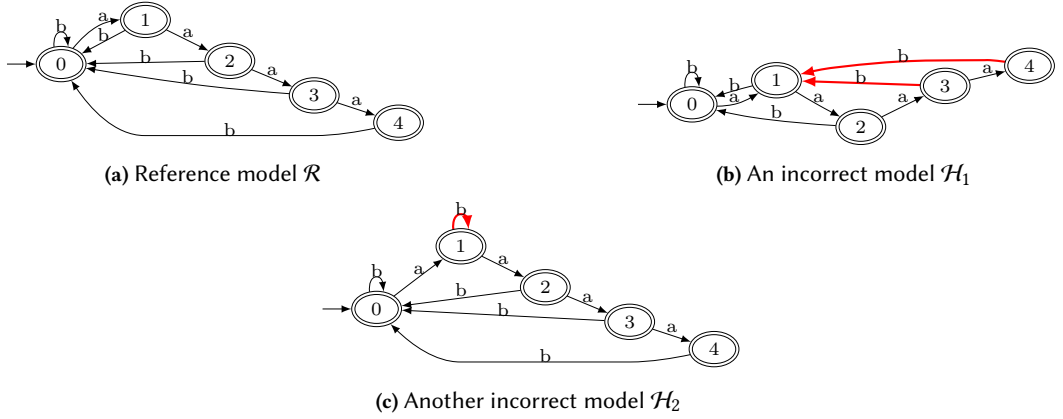 b a 1
b a
0 b 2
b a
3 a
b 4
(a) Reference model R
b 4
b 1 b a
0 a a 3
b 2 a
(b) An incorrect model H1
b
1
b a a
0 b 2
b a
3 a
b 4
(c) Another incorrect model H2